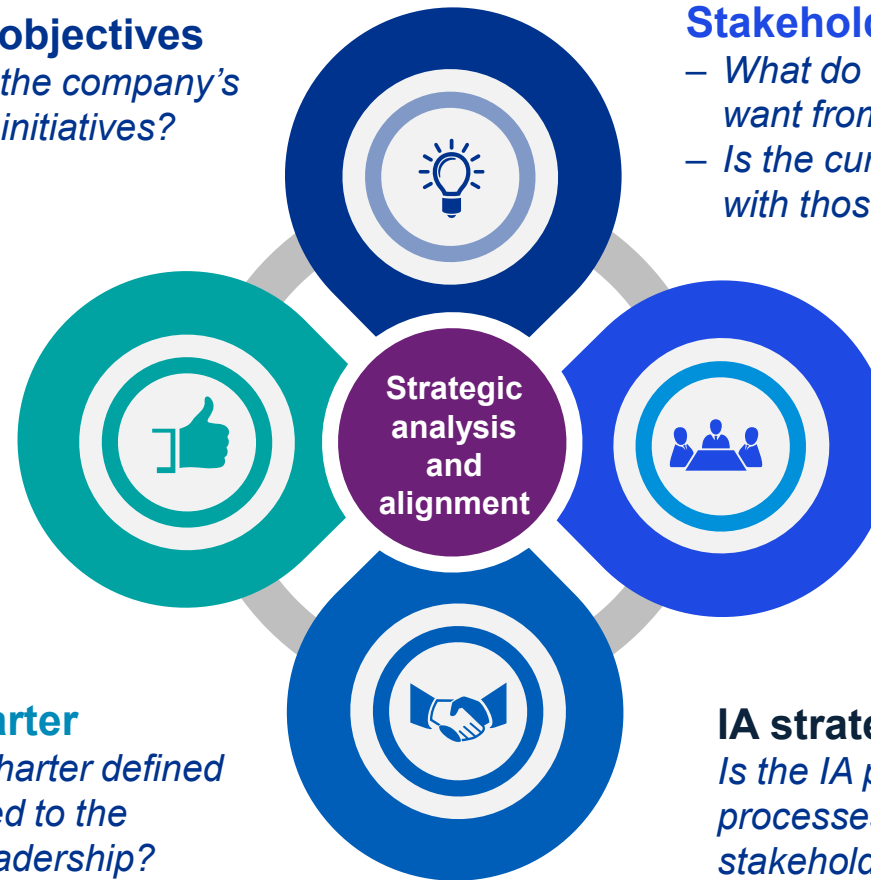 objectives
the company's
initiatives?
Stakehol
– What do
want from
– Is the cur
with thos
Strategic
analysis
and
alignment
arter
harter defined
ed to the
adership?
IA strate
Is the IA p
processes
stakehold